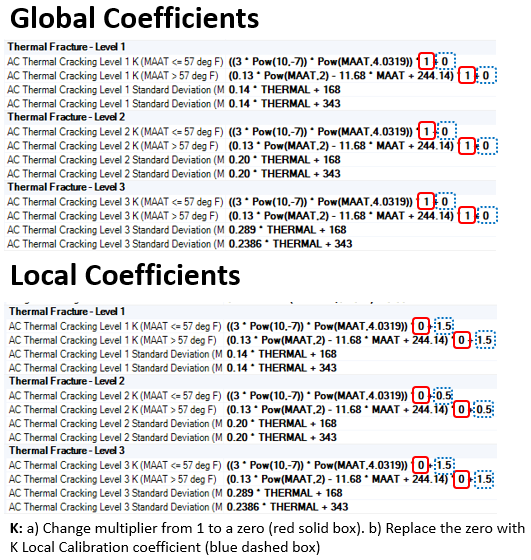 Global Coefficients
Thermal Fracture - Level 1
AC Thermal Cracking Level 1 K (MAAT <= 57 deg F) ((3 * Pow(10,-7)) * Pow(MAAT,4.0319)) * 1 + 0
AC Thermal Cracking Level 1 K (MAAT > 57 deg F) (0.13 * Pow(MAAT,2) - 11.68 * MAAT + 244.14) * 1 + 0
AC Thermal Cracking Level 1 Standard Deviation (M 0.14 * THERMAL + 168
AC Thermal Cracking Level 1 Standard Deviation (M 0.14 * THERMAL + 343
Thermal Fracture - Level 2
AC Thermal Cracking Level 2 K (MAAT <= 57 deg F) ((3 * Pow(10,-7)) * Pow(MAAT,4.0319)) * 1 + 0
AC Thermal Cracking Level 2 K (MAAT > 57 deg F) (0.13 * Pow(MAAT,2) - 11.68 * MAAT + 244.14) * 1 + 0
AC Thermal Cracking Level 2 Standard Deviation (M 0.20 * THERMAL + 168
AC Thermal Cracking Level 2 Standard Deviation (M 0.20 * THERMAL + 343
Thermal Fracture - Level 3
AC Thermal Cracking Level 3 K (MAAT <= 57 deg F) ((3 * Pow(10,-7)) * Pow(MAAT,4.0319)) * 1 + 0
AC Thermal Cracking Level 3 K (MAAT > 57 deg F) (0.13 * Pow(MAAT,2) - 11.68 * MAAT + 244.14) * 1 + 0
AC Thermal Cracking Level 3 Standard Deviation (M 0.289 * THERMAL + 168
AC Thermal Cracking Level 3 Standard Deviation (M 0.2386 * THERMAL + 343
Local Coefficients
Thermal Fracture - Level 1
AC Thermal Cracking Level 1 K (MAAT <= 57 deg F) ((3 * Pow(10,-7)) * Pow(MAAT,4.0319)) * 0 + 1.5
AC Thermal Cracking Level 1 K (MAAT > 57 deg F) (0.13 * Pow(MAAT,2) - 11.68 * MAAT + 244.14) * 0 + 1.5
AC Thermal Cracking Level 1 Standard Deviation (M 0.14 * THERMAL + 168
AC Thermal Cracking Level 1 Standard Deviation (M 0.14 * THERMAL + 343
Thermal Fracture - Level 2
AC Thermal Cracking Level 2 K (MAAT <= 57 deg F) ((3 * Pow(10,-7)) * Pow(MAAT,4.0319)) * 0 + 0.5
AC Thermal Cracking Level 2 K (MAAT > 57 deg F) (0.13 * Pow(MAAT,2) - 11.68 * MAAT + 244.14) * 0 + 0.5
AC Thermal Cracking Level 2 Standard Deviation (M 0.20 * THERMAL + 168
AC Thermal Cracking Level 2 Standard Deviation (M 0.20 * THERMAL + 343
Thermal Fracture - Level 3
AC Thermal Cracking Level 3 K (MAAT <= 57 deg F) ((3 * Pow(10,-7)) * Pow(MAAT,4.0319)) * 0 + 1.5
AC Thermal Cracking Level 3 K (MAAT > 57 deg F) (0.13 * Pow(MAAT,2) - 11.68 * MAAT + 244.14) * 0 + 1.5
AC Thermal Cracking Level 3 Standard Deviation (M 0.289 * THERMAL + 168
AC Thermal Cracking Level 3 Standard Deviation (M 0.2386 * THERMAL + 343
K: a) Change multiplier from 1 to a zero (red solid box). b) Replace the zero with
K Local Calibration coefficient (blue dashed box)